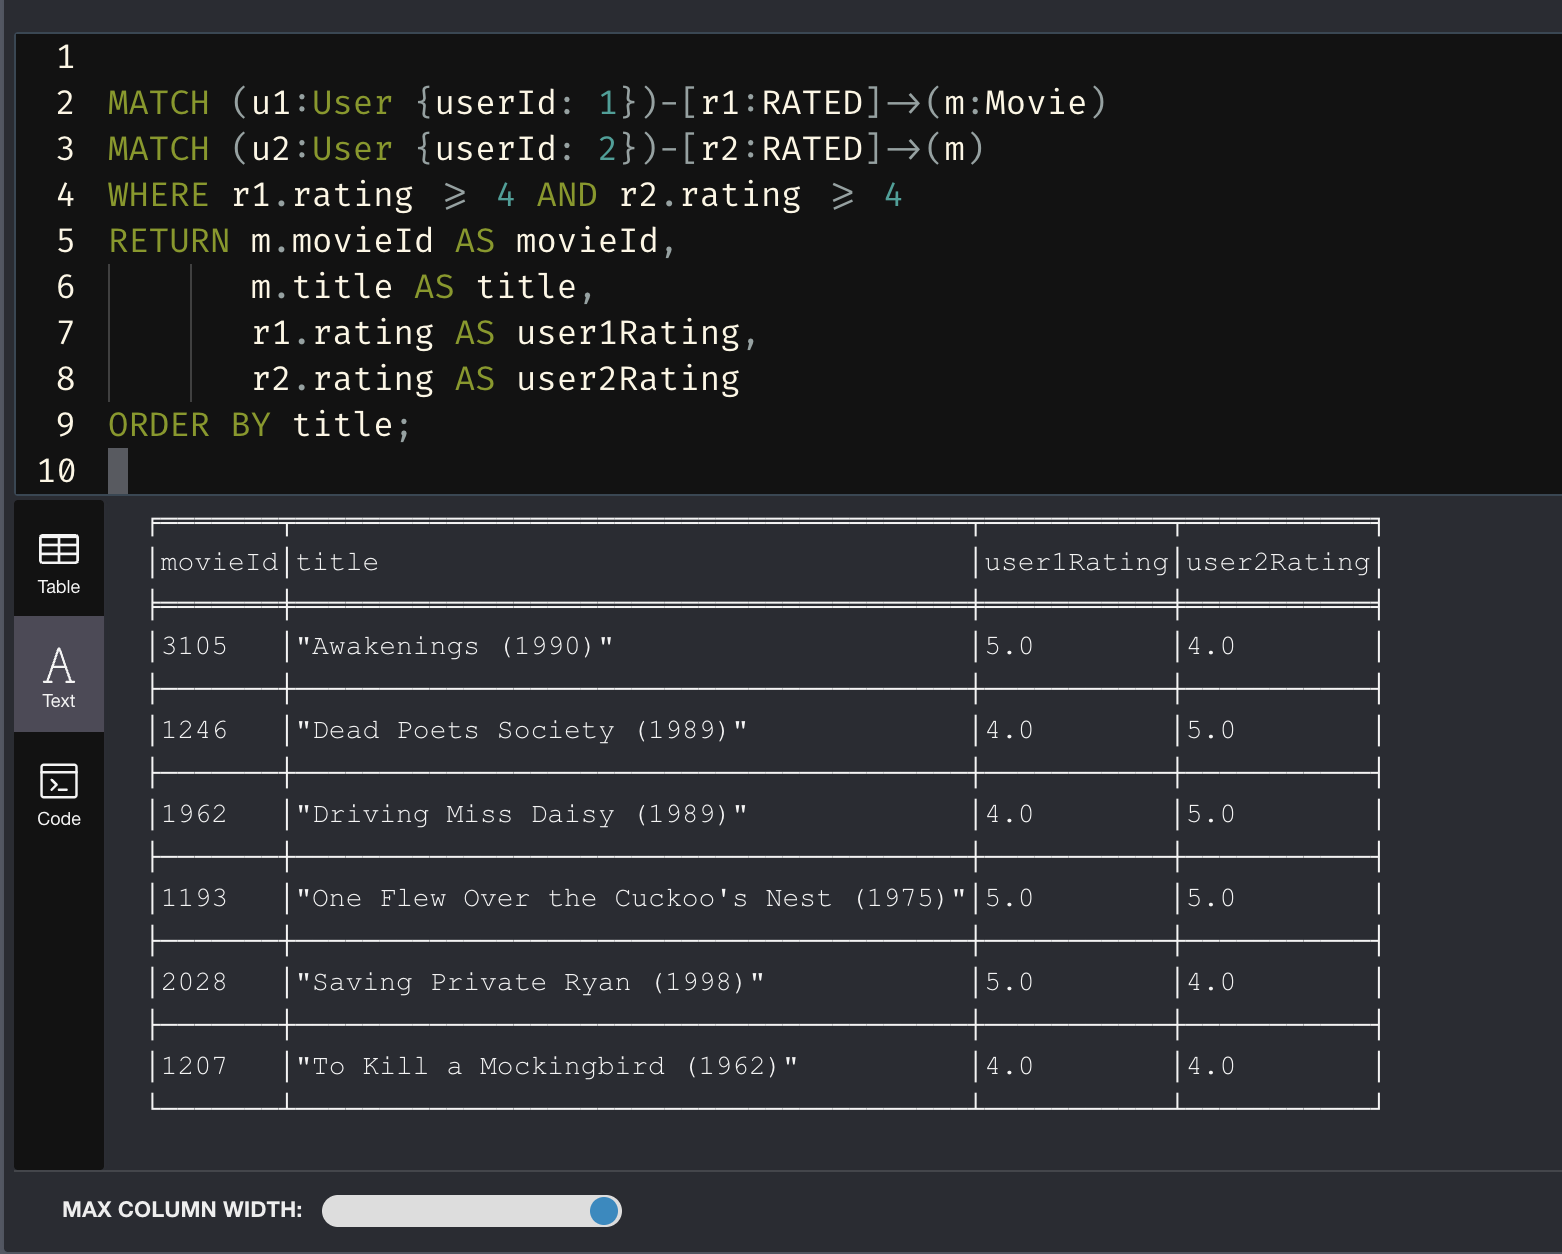 1
2 MATCH (u1:User {userId: 1})-[r1:RATED]->(m:Movie)
3 MATCH (u2:User {userId: 2})-[r2:RATED]->(m)
4 WHERE r1.rating >= 4 AND r2.rating >= 4
5 RETURN m.movieId AS movieId,
6 m.title AS title,
7 r1.rating AS user1Rating,
8 r2.rating AS user2Rating
9 ORDER BY title;
10
Table
Text
Code
movieId title user1Rating user2Rating
3105 "Awakenings (1990)" 5.0 4.0
1246 "Dead Poets Society (1989)" 4.0 5.0
1962 "Driving Miss Daisy (1989)" 4.0 5.0
1193 "One Flew Over the Cuckoo's Nest (1975)" 5.0 5.0
2028 "Saving Private Ryan (1998)" 5.0 4.0
1207 "To Kill a Mockingbird (1962)" 4.0 4.0
MAX COLUMN WIDTH: